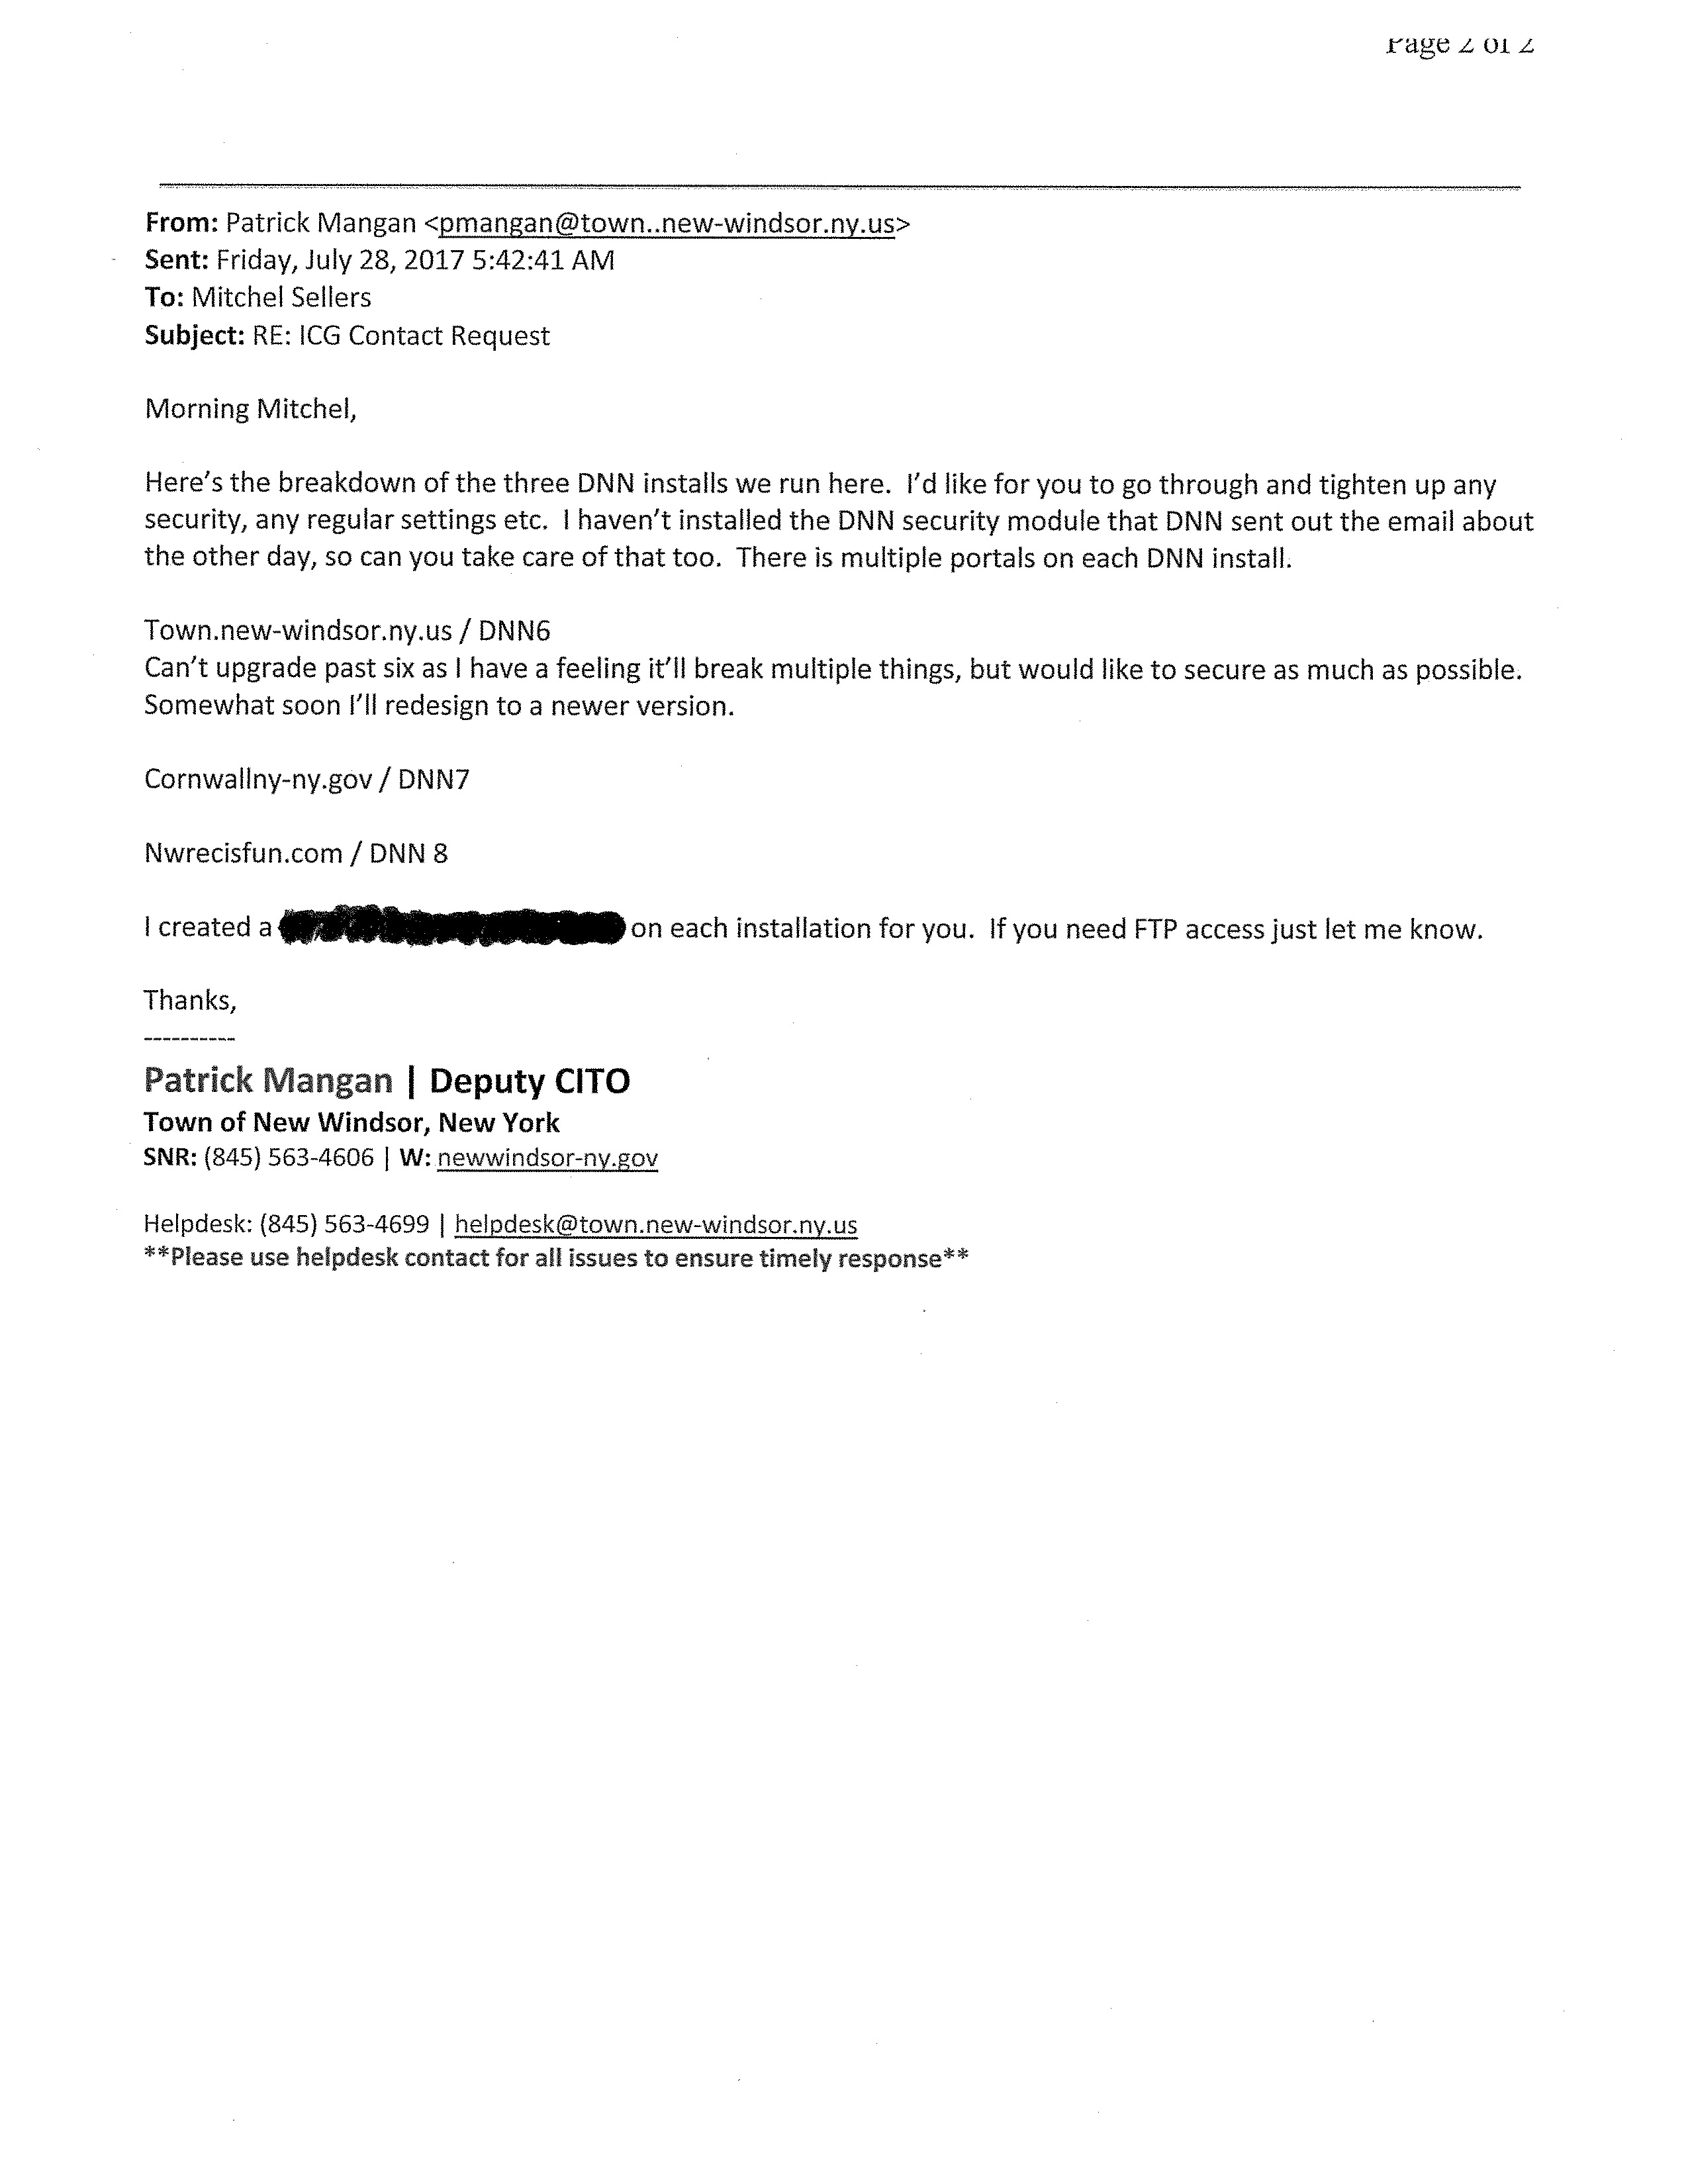 Page 2 of 2
From: Patrick Mangan <pmangan@town..new-windsor.ny.us>
Sent: Friday, July 28, 2017 5:42:41 AM
To: Mitchel Sellers
Subject: RE: ICG Contact Request
Morning Mitchel,
Here's the breakdown of the three DNN installs we run here.  I'd like for you to go through and tighten up any
security, any regular settings etc.  I haven't installed the DNN security module that DNN sent out the email about
the other day, so can you take care of that too.  There is multiple portals on each DNN install.
Town.new-windsor.ny.us / DNN6
Can't upgrade past six as I have a feeling it'll break multiple things, but would like to secure as much as possible.
Somewhat soon I'll redesign to a newer version.
Cornwallny-ny.gov / DNN7
Nwrecisfun.com / DNN 8
I created a on each installation for you.  If you need FTP access just let me know.
Thanks,
----------
Patrick Mangan | Deputy CITO
Town of New Windsor, New York
SNR: (845) 563-4606 | W: newwindsor-ny.gov
Helpdesk: (845) 563-4699 | helpdesk@town.new-windsor.ny.us
**Please use helpdesk contact for all issues to ensure timely response**